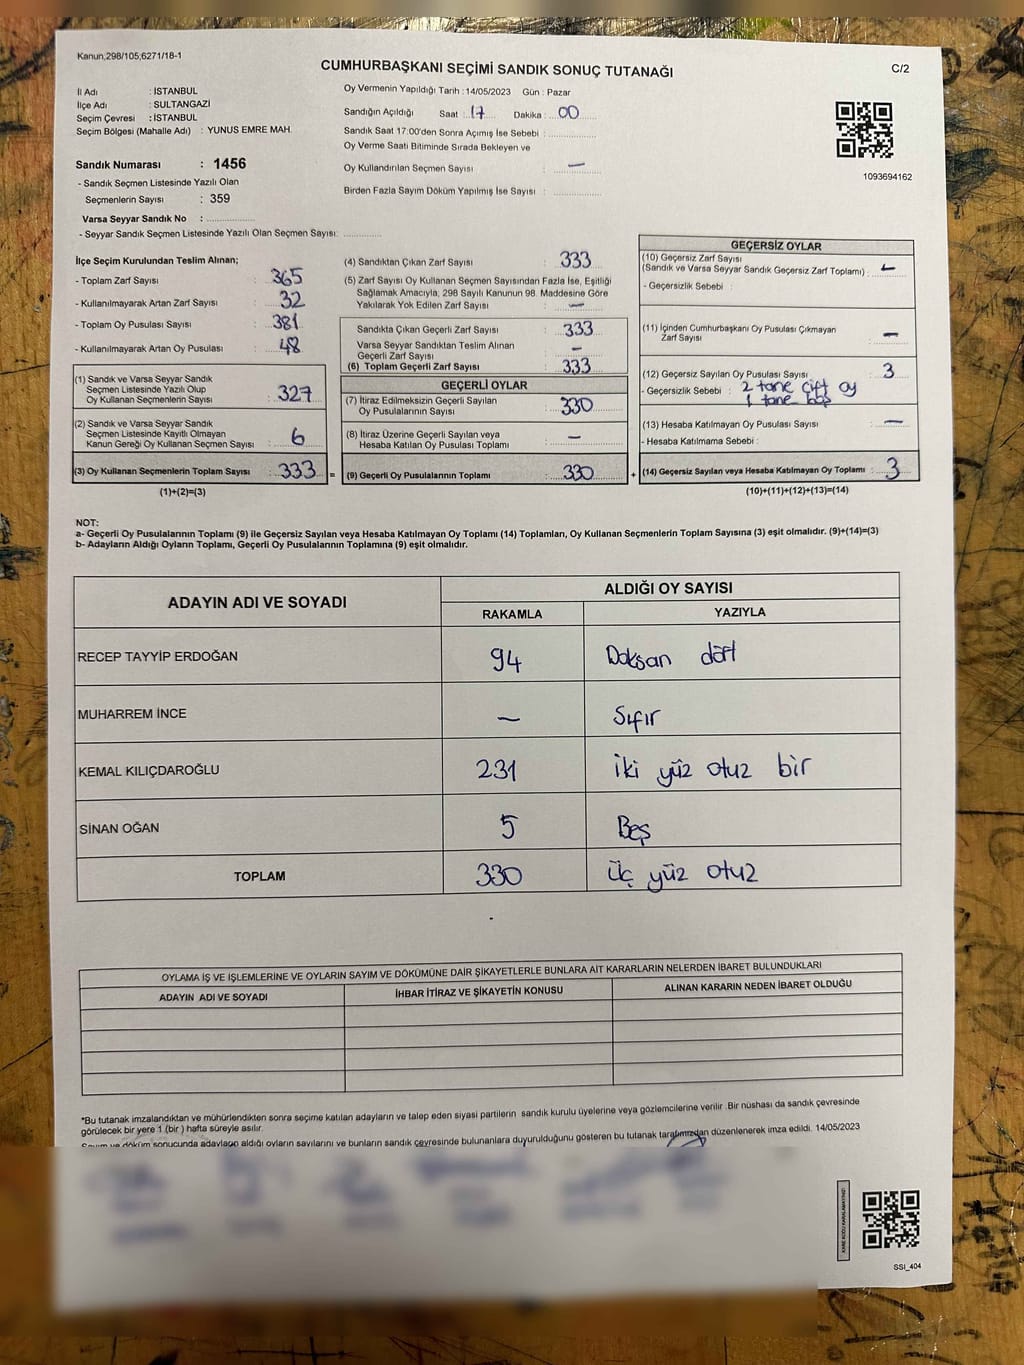 Kanun,298/105;6271/18-1
CUMHURBAŞKANI SEÇİMİ SANDIK SONUÇ TUTANAĞI
C/2
İl Adı : İSTANBUL
İlçe Adı : SULTANGAZİ
Seçim Çevresi : İSTANBUL
Seçim Bölgesi (Mahalle Adı) : YUNUS EMRE MAH.
Sandık Numarası : 1456
- Sandık Seçmen Listesinde Yazılı Olan
Seçmenlerin Sayısı : 359
Varsa Seyyar Sandık No : ................
- Seyyar Sandık Seçmen Listesinde Yazılı Olan Seçmen Sayısı: ............
Oy Vermenin Yapıldığı Tarih : 14/05/2023 Gün : Pazar
Sandığın Açıldığı Saat : 17 Dakika : 00
Sandık Saat 17:00'den Sonra Açımış İse Sebebi :
Oy Verme Saati Bitiminde Sırada Bekleyen ve
Oy Kullandırılan Seçmen Sayısı : —
Birden Fazla Sayım Döküm Yapılmış İse Sayısı :
1093694162
İlçe Seçim Kurulundan Teslim Alınan;
- Toplam Zarf Sayısı : 365
- Kullanılmayarak Artan Zarf Sayısı : 32
- Toplam Oy Pusulası Sayısı : 381
- Kullanılmayarak Artan Oy Pusulası : 48
(1) Sandık ve Varsa Seyyar Sandık
Seçmen Listesinde Yazılı Olup
Oy Kullanan Seçmenlerin Sayısı : 327
(2) Sandık ve Varsa Seyyar Sandık
Seçmen Listesinde Kayıtlı Olmayan
Kanun Gereği Oy Kullanan Seçmen Sayısı : 6
(3) Oy Kullanan Seçmenlerin Toplam Sayısı : 333 =
(1)+(2)=(3)
(4) Sandıktan Çıkan Zarf Sayısı : 333
(5) Zarf Sayısı Oy Kullanan Seçmen Sayısından Fazla İse, Eşitliği
Sağlamak Amacıyla, 298 Sayılı Kanunun 98. Maddesine Göre
Yakılarak Yok Edilen Zarf Sayısı : —
Sandıkta Çıkan Geçerli Zarf Sayısı : 333
Varsa Seyyar Sandıktan Teslim Alınan
Geçerli Zarf Sayısı : —
(6) Toplam Geçerli Zarf Sayısı : 333
GEÇERLİ OYLAR
(7) İtiraz Edilmeksizin Geçerli Sayılan
Oy Pusulalarının Sayısı : 330
(8) İtiraz Üzerine Geçerli Sayılan veya
Hesaba Katılan Oy Pusulası Toplamı : —
(9) Geçerli Oy Pusulalarının Toplamı : 330 +
GEÇERSİZ OYLAR
(10) Geçersiz Zarf Sayısı
(Sandık ve Varsa Seyyar Sandık Geçersiz Zarf Toplamı) : —
- Geçersizlik Sebebi :
(11) İçinden Cumhurbaşkanı Oy Pusulası Çıkmayan
Zarf Sayısı : —
(12) Geçersiz Sayılan Oy Pusulası Sayısı : 3
- Geçersizlik Sebebi : 2 tane çift oy
1 tane boş
(13) Hesaba Katılmayan Oy Pusulası Sayısı : —
- Hesaba Katılmama Sebebi :
(14) Geçersiz Sayılan veya Hesaba Katılmayan Oy Toplamı : 3
(10)+(11)+(12)+(13)=(14)
NOT:
a- Geçerli Oy Pusulalarının Toplamı (9) ile Geçersiz Sayılan veya Hesaba Katılmayan Oy Toplamı (14) Toplamları, Oy Kullanan Seçmenlerin Toplam Sayısına (3) eşit olmalıdır. (9)+(14)=(3)
b- Adayların Aldığı Oyların Toplamı, Geçerli Oy Pusulalarının Toplamına (9) eşit olmalıdır.
ADAYIN ADI VE SOYADI
ALDIĞI OY SAYISI
RAKAMLA YAZIYLA
RECEP TAYYİP ERDOĞAN 94 Doksan dört
MUHARREM İNCE — Sıfır
KEMAL KILIÇDAROĞLU 231 iki yüz otuz bir
SİNAN OĞAN 5 Beş
TOPLAM 330 Üç yüz otuz
OYLAMA İŞ VE İŞLEMLERİNE VE OYLARIN SAYIM VE DÖKÜMÜNE DAİR ŞİKAYETLERLE BUNLARA AİT KARARLARIN NELERDEN İBARET BULUNDUKLARI
ADAYIN ADI VE SOYADI İHBAR İTİRAZ VE ŞİKAYETİN KONUSU ALINAN KARARIN NEDEN İBARET OLDUĞU
*Bu tutanak imzalandıktan ve mühürlendikten sonra seçime katılan adayların ve talep eden siyasi partilerin sandık kurulu üyelerine veya gözlemcilerine verilir .Bir nüshası da sandık çevresinde
görülecek bir yere 1 (bir ) hafta süreyle asılır.
Sayım ve döküm sonucunda adayların aldığı oyların sayılarını ve bunların sandık çevresinde bulunanlara duyurulduğunu gösteren bu tutanak tarafımızdan düzenlenerek imza edildi. 14/05/2023
SSI_404